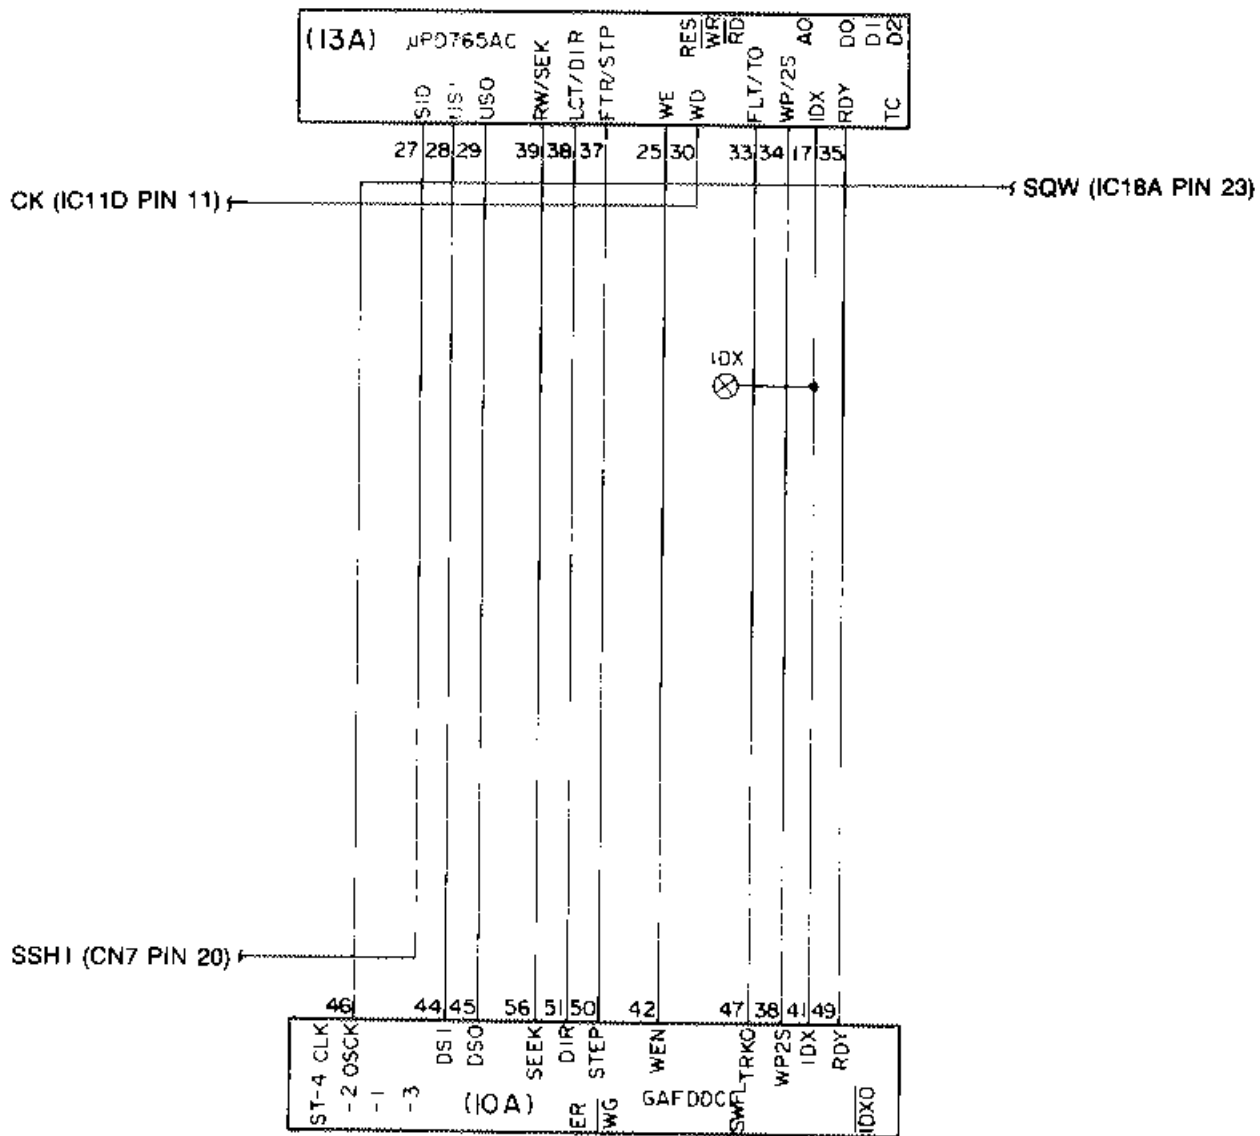 (13A) µPD765AC
SID US1 US0 RW/SEK LCT/DIR FTR/STP WE WD RES WR RD FLT/TO WP/2S IDX A0 RDY D0 D1 D2 TC
27 28 29 39 38 37 25 30 33 34 17 35
CK (IC11D PIN 11)
SQW (IC18A PIN 23)
IDX
SSH1 (CN7 PIN 20)
46 44 45 56 51 50 42 47 38 41 49
ST-4 CLK
-2 OSCK
-1
-3
DS1 DS0 SEEK DIR STEP WEN TRK0 WP2S IDX RDY
(10A) ER WG GAFDDC SWFL IDX0